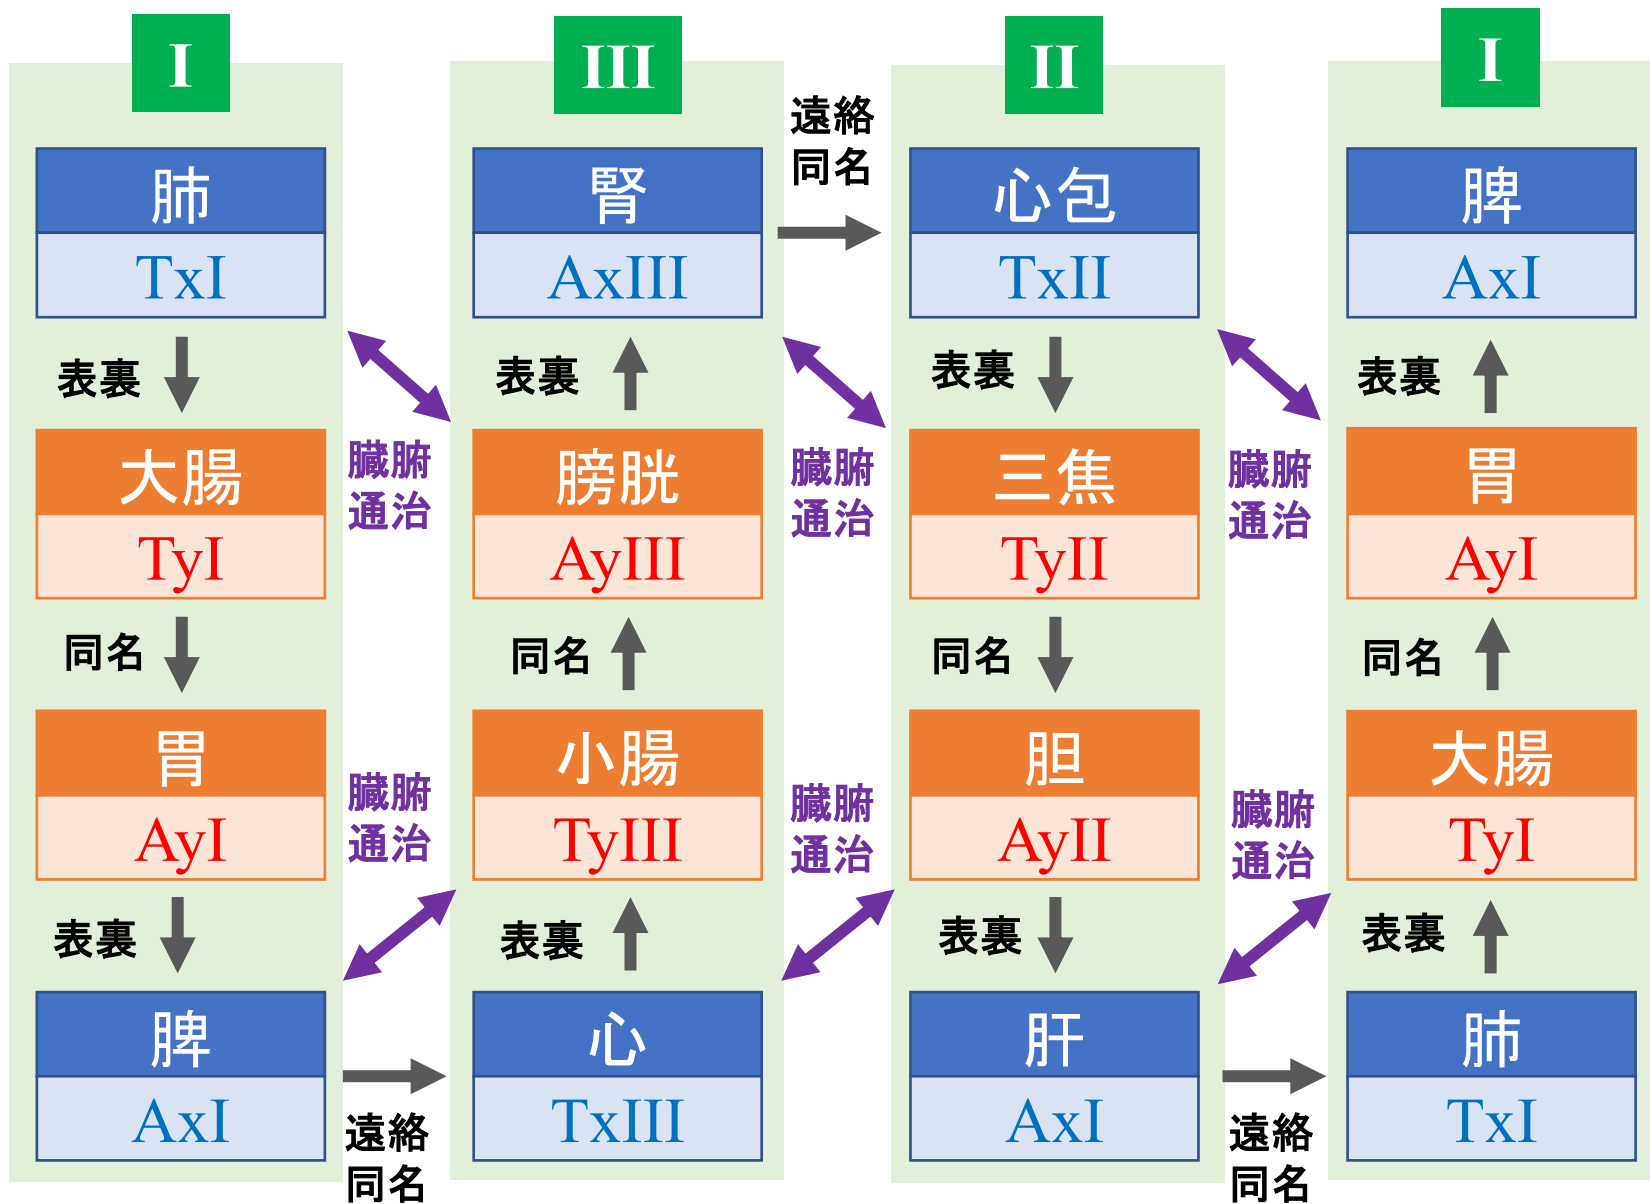 I
肺
TxI
表裏
大腸
TyI
同名
胃
AyI
表裏
脾
AxI
臓腑
通治
臓腑
通治
遠絡
同名
III
腎
AxIII
表裏
膀胱
AyIII
同名
小腸
TyIII
表裏
心
TxIII
遠絡
同名
臓腑
通治
臓腑
通治
II
心包
TxII
表裏
三焦
TyII
同名
胆
AyII
表裏
肝
AxI
臓腑
通治
臓腑
通治
遠絡
同名
I
脾
AxI
表裏
胃
AyI
同名
大腸
TyI
表裏
肺
TxI